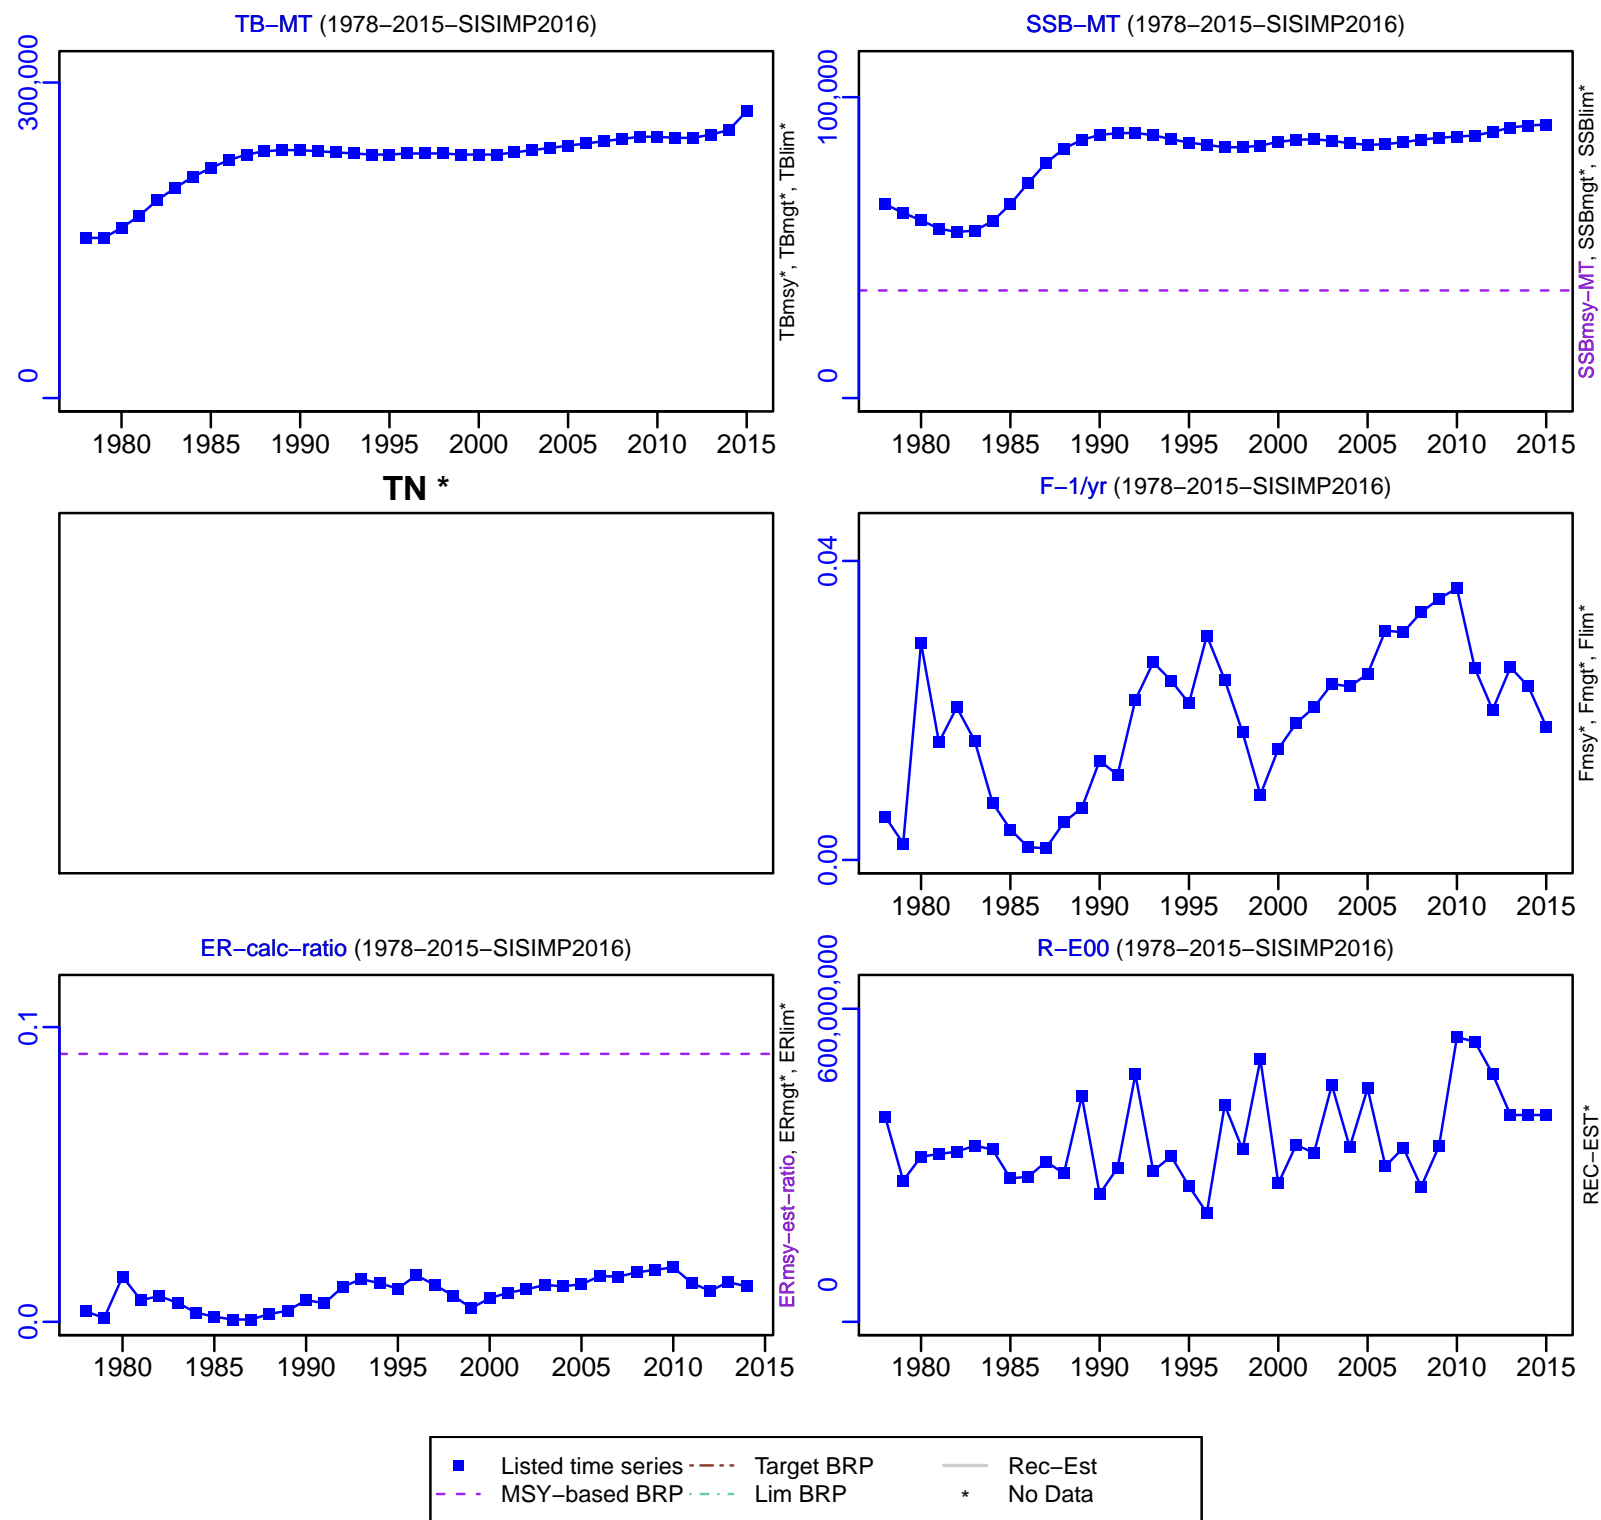 TB−MT (1978−2015−SISIMP2016)
300,000
0
TBmsy*, TBmgt*, TBlim*
1980 1985 1990 1995 2000 2005 2010 2015
SSB−MT (1978−2015−SISIMP2016)
100,000
0
SSBmsy−MT, SSBmgt*, SSBlim*
1980 1985 1990 1995 2000 2005 2010 2015
TN *
F−1/yr (1978−2015−SISIMP2016)
0.04
0.00
Fmsy*, Fmgt*, Flim*
1980 1985 1990 1995 2000 2005 2010 2015
ER−calc−ratio (1978−2015−SISIMP2016)
0.1
0.0
ERmsy−est−ratio, ERmgt*, ERlim*
1980 1985 1990 1995 2000 2005 2010 2015
R−E00 (1978−2015−SISIMP2016)
600,000,000
0
REC−EST*
1980 1985 1990 1995 2000 2005 2010 2015
Listed time series Target BRP Rec−Est
MSY−based BRP Lim BRP * No Data